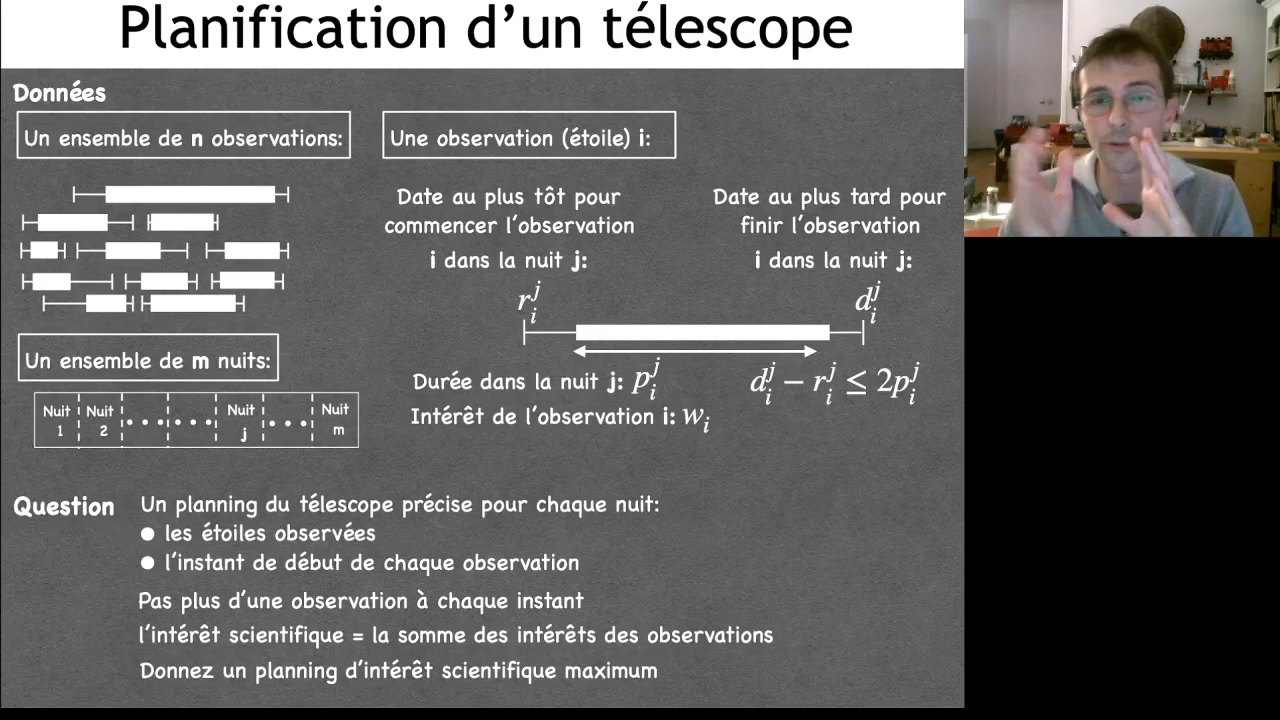 Planification d'un télescope
Données
Un ensemble de n observations:
Une observation (étoile) i:
Date au plus tôt pour
commencer l'observation
i dans la nuit j:
Date au plus tard pour
finir l'observation
i dans la nuit j:
r_i^j
d_i^j
Un ensemble de m nuits:
Nuit 1
Nuit 2
Nuit j
Nuit m
Durée dans la nuit j: p_i^j
d_i^j − r_i^j ≤ 2p_i^j
Intérêt de l'observation i: w_i
Question
Un planning du télescope précise pour chaque nuit:
● les étoiles observées
● l'instant de début de chaque observation
Pas plus d'une observation à chaque instant
l'intérêt scientifique = la somme des intérêts des observations
Donnez un planning d'intérêt scientifique maximum